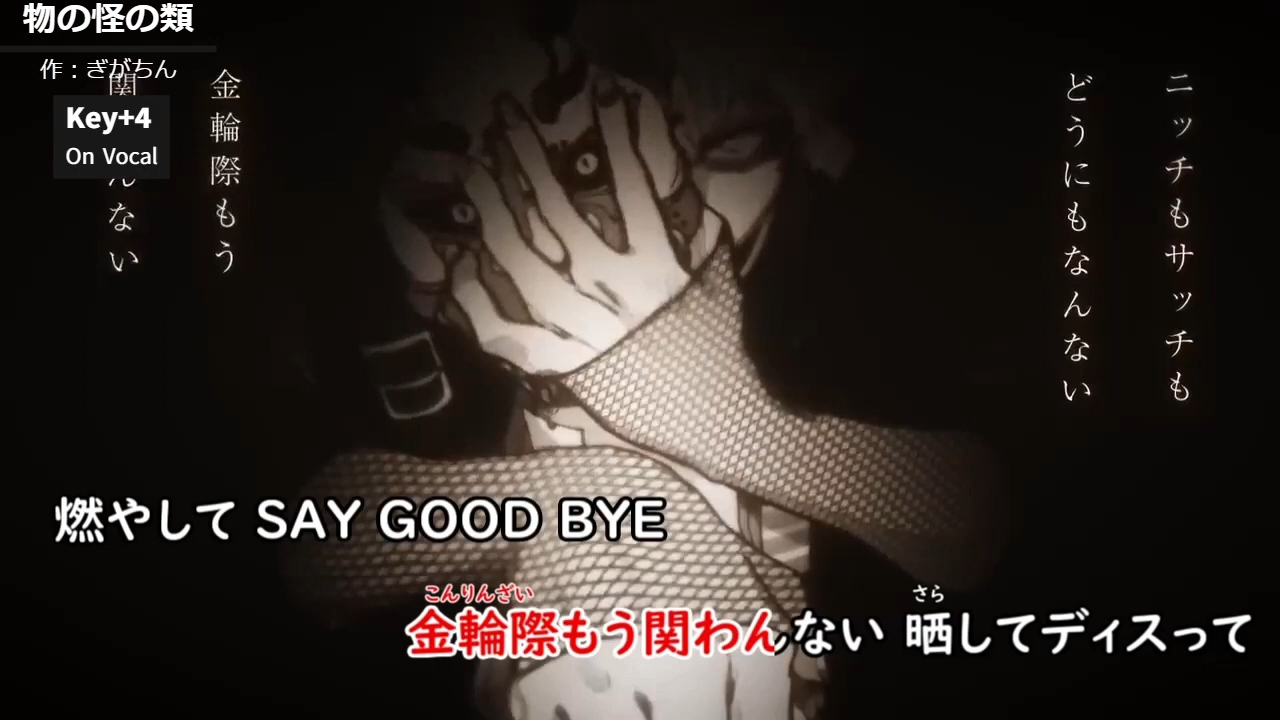 物の怪の類
作：ぎがちん
Key+4
On Vocal
ニッチもサッチも
どうにもなんない
金輪際もう
関 んない
燃やして SAY GOOD BYE
こんりんざい さら
金輪際もう関わんない 晒してディスって